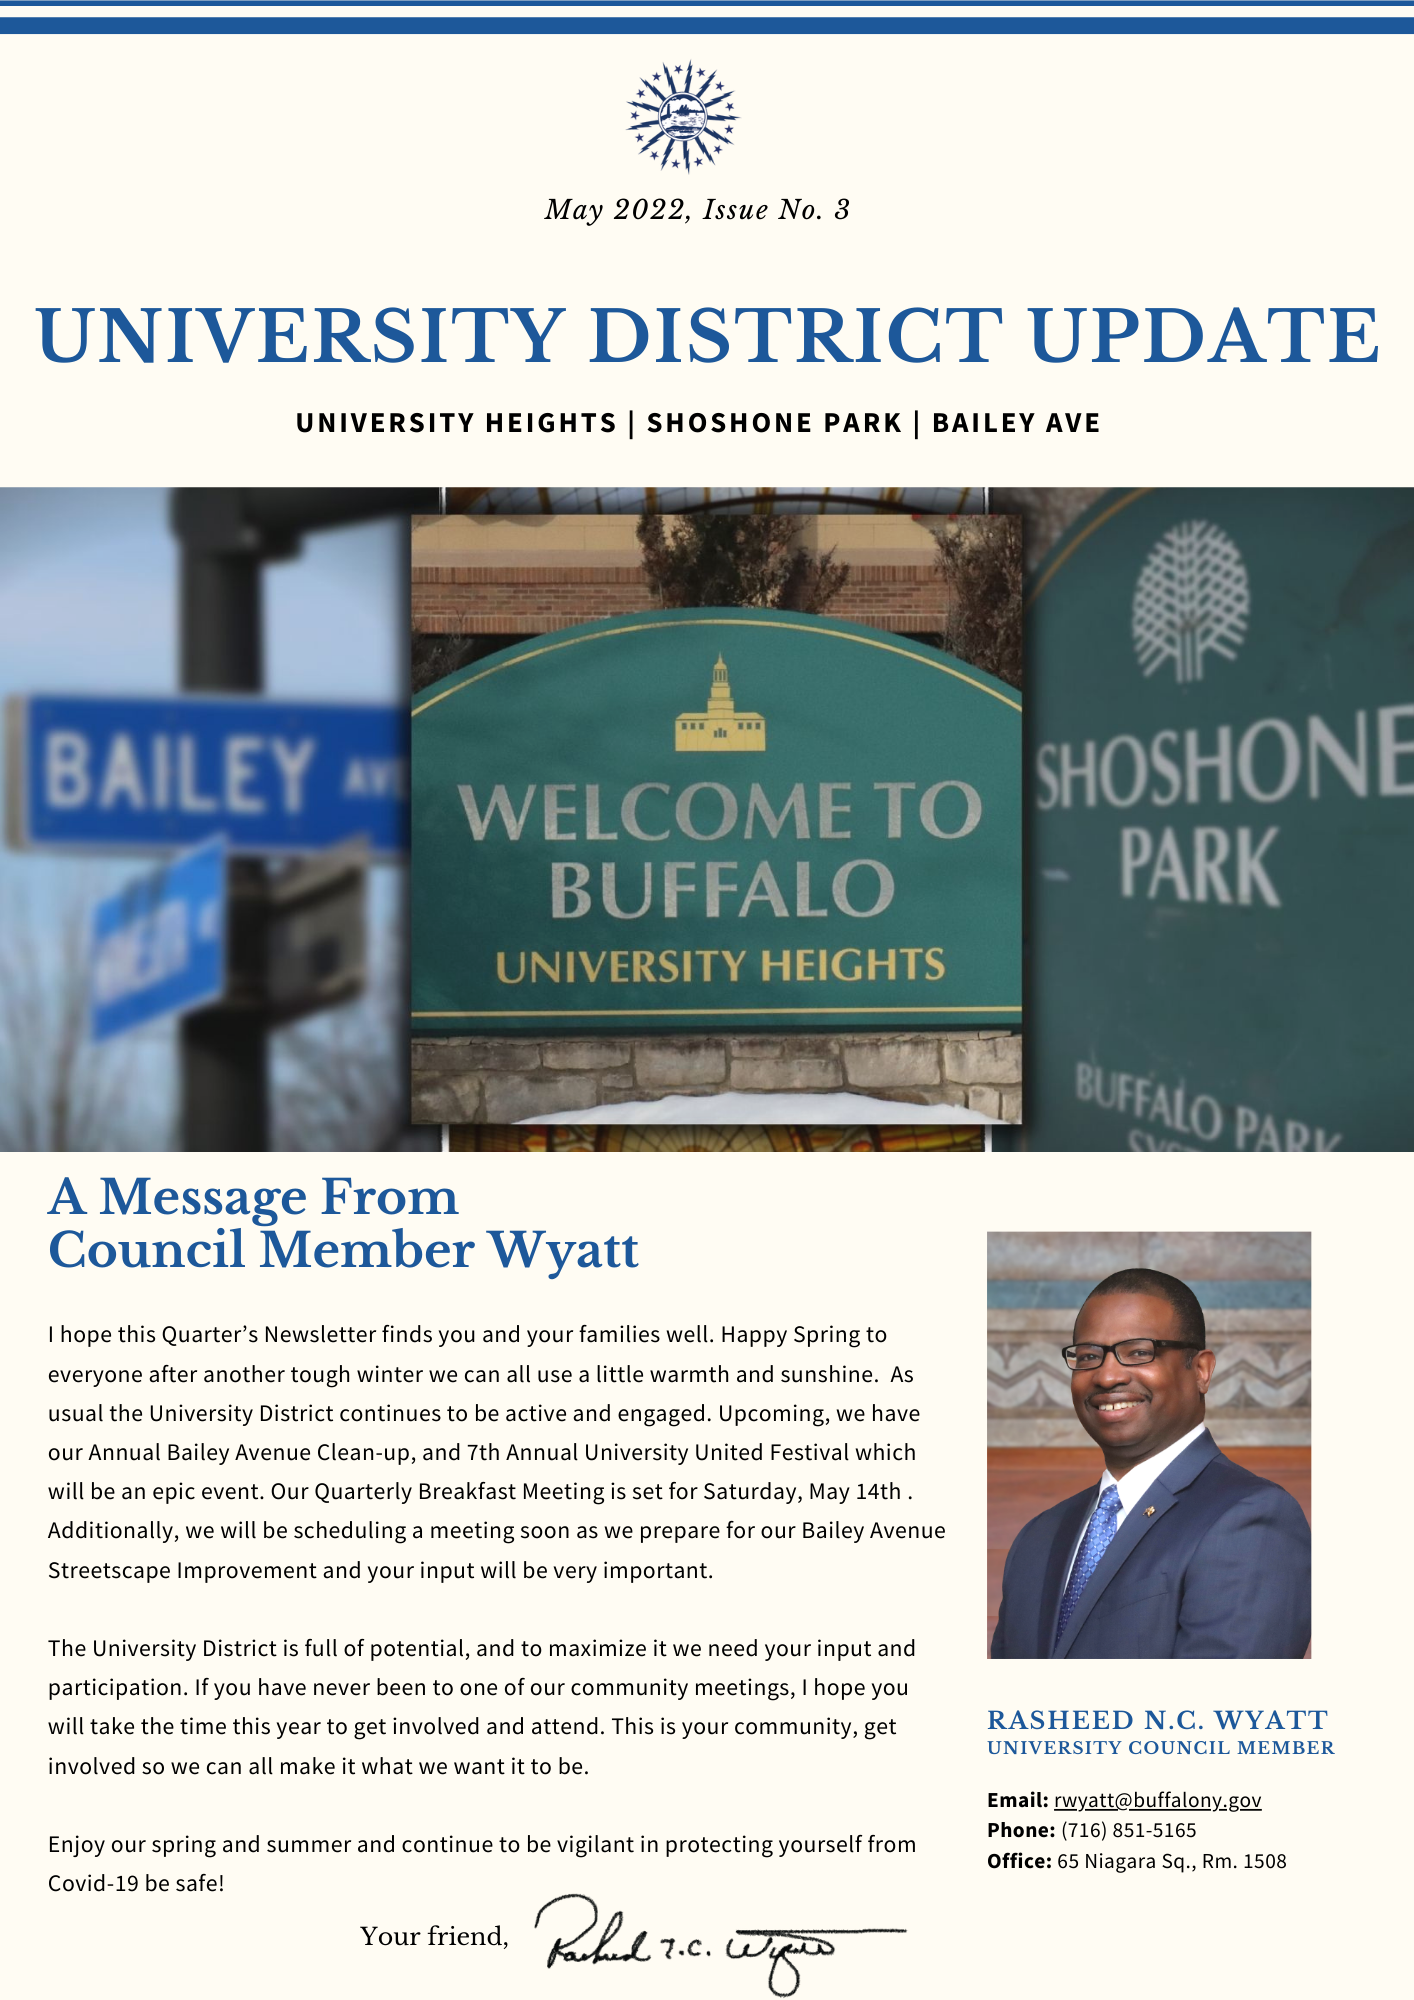 May 2022, Issue No. 3
UNIVERSITY DISTRICT UPDATE
UNIVERSITY HEIGHTS | SHOSHONE PARK | BAILEY AVE
BAILEY AVE
WELCOME TO
BUFFALO
UNIVERSITY HEIGHTS
SHOSHONE
PARK
BUFFALO PARK
A Message From
Council Member Wyatt
I hope this Quarter’s Newsletter finds you and your families well. Happy Spring to
everyone after another tough winter we can all use a little warmth and sunshine.  As
usual the University District continues to be active and engaged. Upcoming, we have
our Annual Bailey Avenue Clean-up, and 7th Annual University United Festival which
will be an epic event. Our Quarterly Breakfast Meeting is set for Saturday, May 14th .
Additionally, we will be scheduling a meeting soon as we prepare for our Bailey Avenue
Streetscape Improvement and your input will be very important.
The University District is full of potential, and to maximize it we need your input and
participation. If you have never been to one of our community meetings, I hope you
will take the time this year to get involved and attend. This is your community, get
involved so we can all make it what we want it to be.
Enjoy our spring and summer and continue to be vigilant in protecting yourself from
Covid-19 be safe!
Your friend,
RASHEED N.C. WYATT
UNIVERSITY COUNCIL MEMBER
Email: rwyatt@buffalony.gov
Phone: (716) 851-5165
Office: 65 Niagara Sq., Rm. 1508